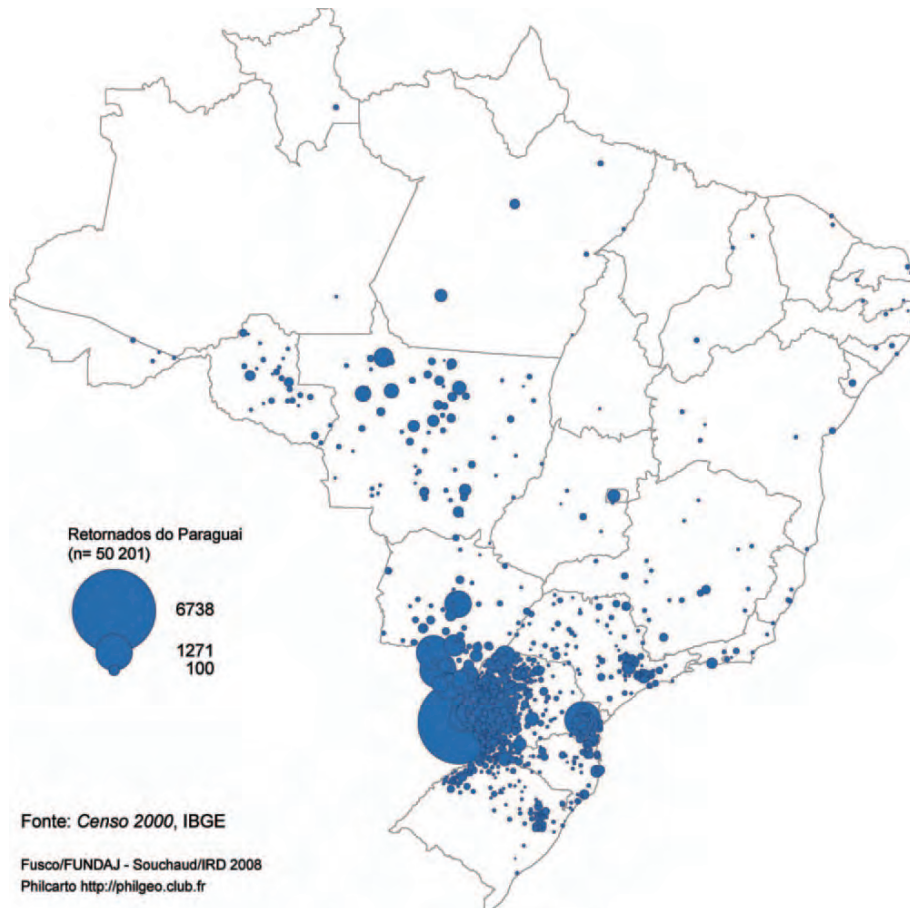 Retornados do Paraguai
(n= 50 201)
6738
1271
100
Fonte: Censo 2000, IBGE
Fusco/FUNDAJ - Souchaud/IRD 2008
Philcarto http://philgeo.club.fr